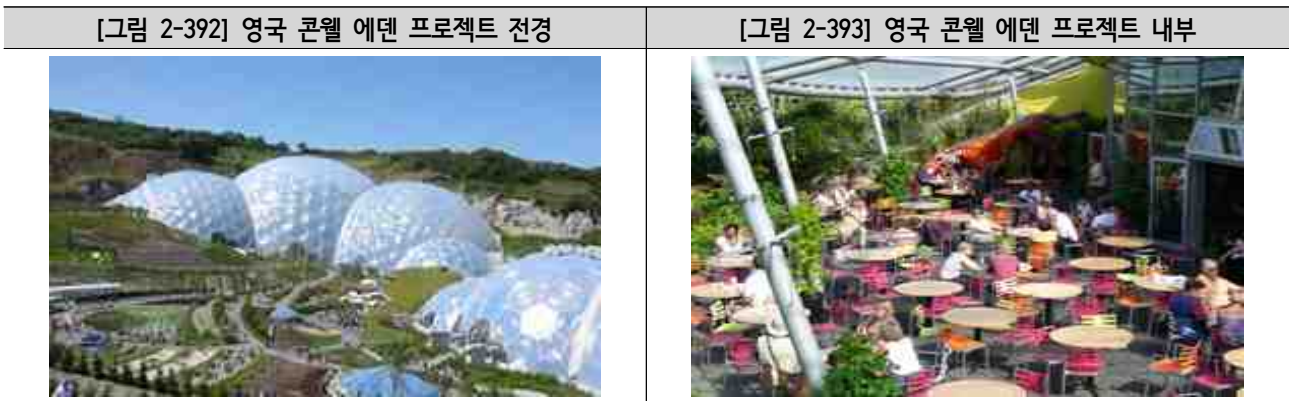 [그림 2-392] 영국 콘웰 에덴 프로젝트 전경
[그림 2-393] 영국 콘웰 에덴 프로젝트 내부